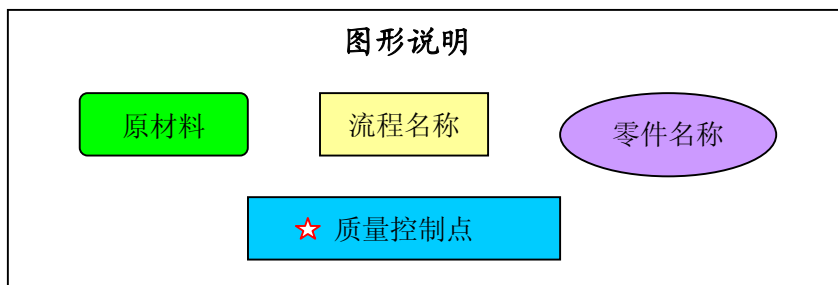 图形说明
原材料
流程名称
零件名称
☆ 质量控制点